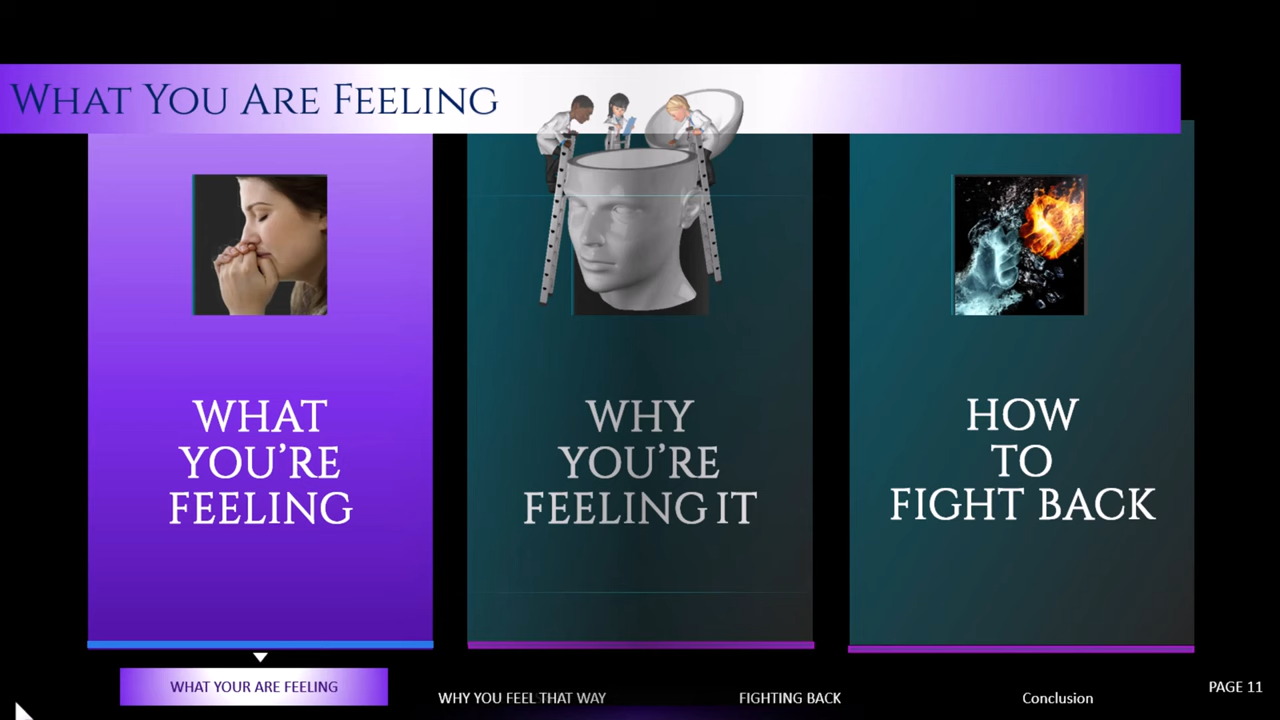 WHAT YOU ARE FEELING
WHAT
YOU’RE
FEELING
WHY
YOU’RE
FEELING IT
HOW
TO
FIGHT BACK
WHAT YOUR ARE FEELING
WHY YOU FEEL THAT WAY
FIGHTING BACK
Conclusion
PAGE 11